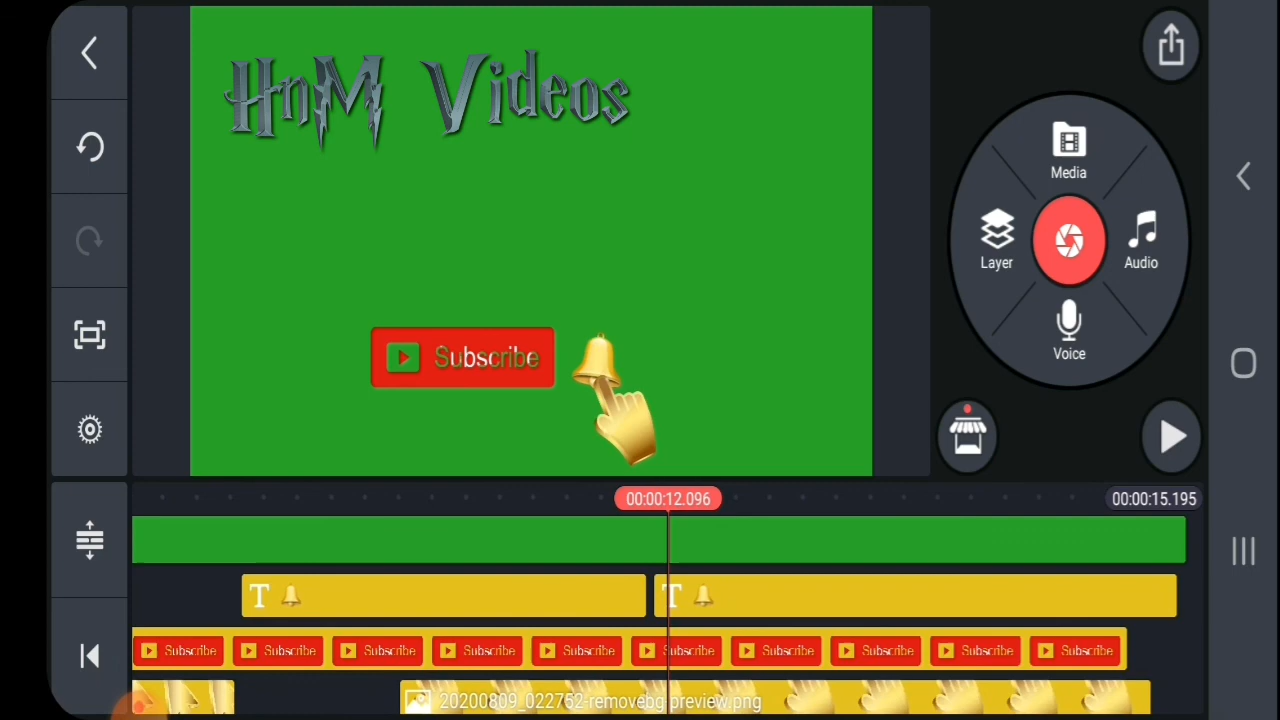 HnM Videos
Media
Layer
Audio
Voice
Subscribe
00:00:12.096
00:00:15.195
T
T
Subscribe Subscribe Subscribe Subscribe Subscribe Subscribe Subscribe Subscribe Subscribe Subscribe
20200809_022752-removebg-preview.png